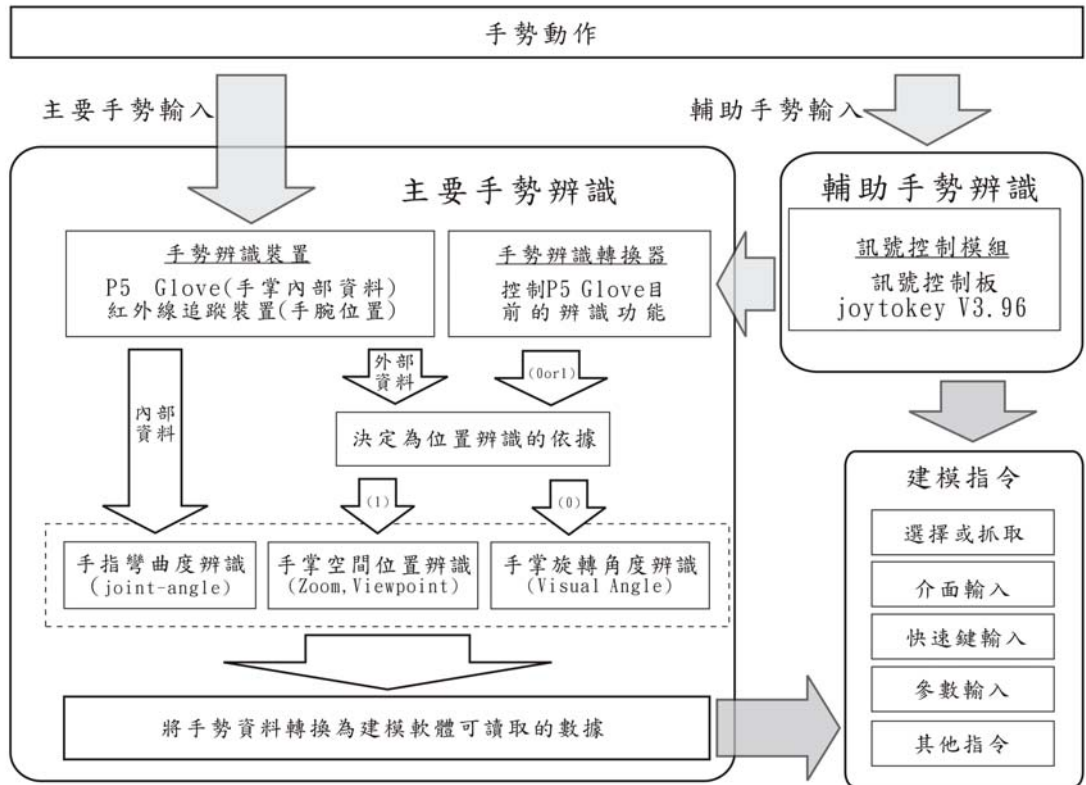 手勢動作
主要手勢輸入
輔助手勢輸入
主要手勢辨識
輔助手勢辨識
手勢辨識裝置
P5 Glove(手掌內部資料)
紅外線追蹤裝置(手腕位置)
手勢辨識轉換器
控制P5 Glove目
前的辨識功能
訊號控制模組
訊號控制板
joytokey V3.96
內部
資料
外部
資料
(0or1)
決定為位置辨識的依據
(1)
(0)
手指彎曲度辨識
(joint-angle)
手掌空間位置辨識
(Zoom,Viewpoint)
手掌旋轉角度辨識
(Visual Angle)
將手勢資料轉換為建模軟體可讀取的數據
建模指令
選擇或抓取
介面輸入
快速鍵輸入
參數輸入
其他指令